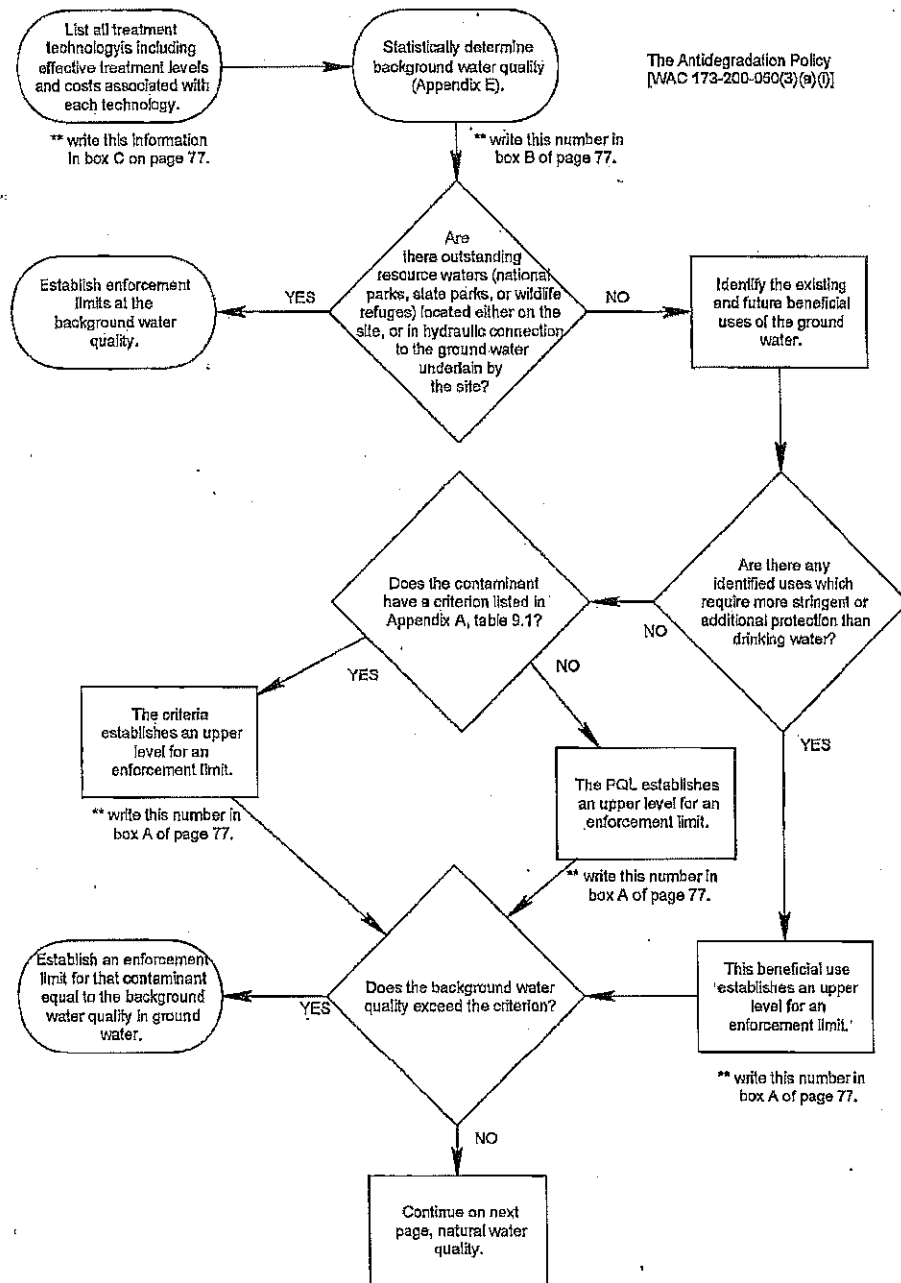 List all treatment
technologyis including
effective treatment levels
and costs associated with
each technology.
** write this information
in box C on page 77.
Statistically determine
background water quality
(Appendix E).
** write this number in
box B of page 77.
The Antidegradation Policy
[WAC 173-200-050(3)(a)(i)]
Are
there outstanding
resource waters (national
parks, state parks, or wildlife
refuges) located either on the
site, or in hydraulic connection
to the ground water
underlain by
the site?
YES
Establish enforcement
limits at the
background water
quality.
NO
Identify the existing
and future beneficial
uses of the ground
water.
Are there any
identified uses which
require more stringent or
additional protection than
drinking water?
NO
Does the contaminant
have a criterion listed in
Appendix A, table 9.1?
YES
The criteria
establishes an upper
level for an
enforcement limit.
** write this number in
box A of page 77.
NO
The PQL establishes
an upper level for an
enforcement limit.
** write this number in
box A of page 77.
YES
This beneficial use
establishes an upper
level for an
enforcement limit.
** write this number in
box A of page 77.
Does the background water
quality exceed the criterion?
YES
Establish an enforcement
limit for that contaminant
equal to the background
water quality in ground
water.
NO
Continue on next
page, natural water
quality.